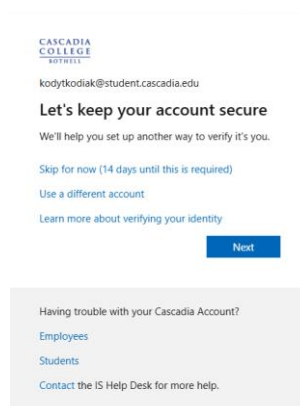 CASCADIA
COLLEGE
BOTHELL
kodytkodiak@student.cascadia.edu
Let's keep your account secure
We'll help you set up another way to verify it's you.
Skip for now (14 days until this is required)
Use a different account
Learn more about verifying your identity
Next
Having trouble with your Cascadia Account?
Employees
Students
Contact the IS Help Desk for more help.